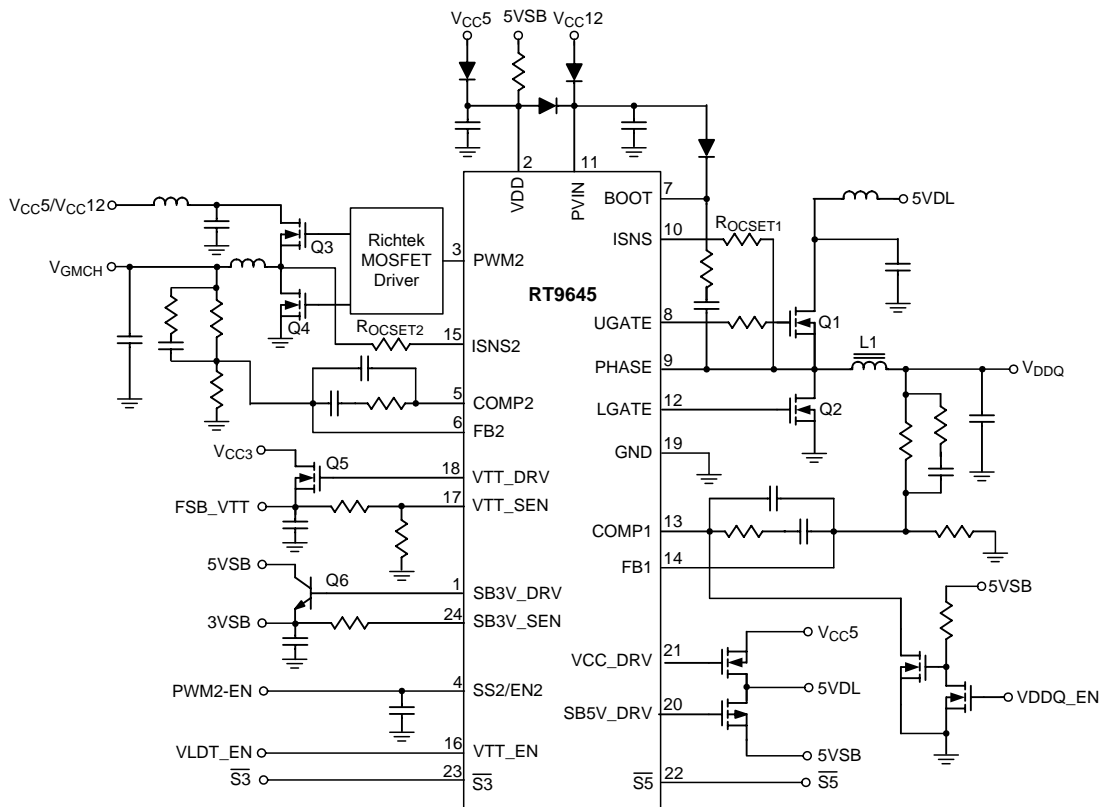 VCC5 5VSB VCC12
2 11
VDD PVIN
VCC5/VCC12
Q3
Richtek
MOSFET
Driver
3 PWM2
VGMCH
Q4
ROCSET2
15
ISNS2
5
COMP2
6
FB2
VCC3
Q5
18
VTT_DRV
FSB_VTT
17
VTT_SEN
5VSB
Q6
1
SB3V_DRV
3VSB
24
SB3V_SEN
PWM2-EN
4
SS2/EN2
VLDT_EN
16
VTT_EN
S3
23
S3
RT9645
BOOT
7
5VDL
ISNS
10
ROCSET1
UGATE
8
Q1
PHASE
9
L1
VDDQ
LGATE
12
Q2
GND
19
COMP1
13
FB1
14
5VSB
VCC_DRV
21
VCC5
5VDL
SB5V_DRV
20
VDDQ_EN
5VSB
S5
22
S5